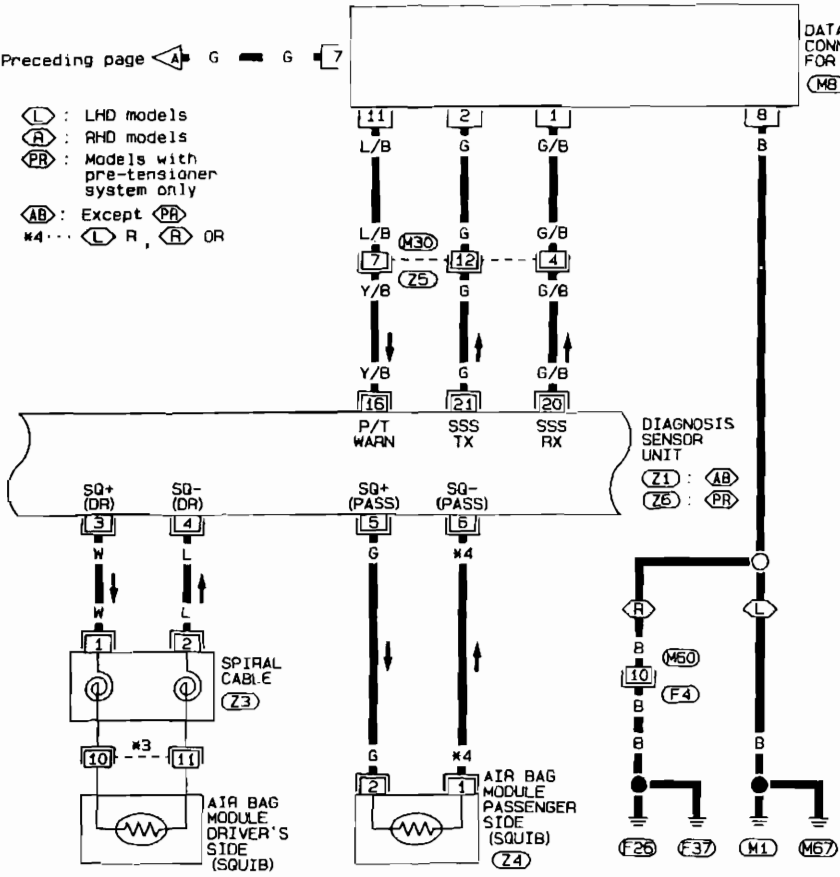 Preceding page A G G 7
DATA
CONN
FOR
M8
L : LHD models
R : RHD models
PR : Models with
pre-tensioner
system only
AB : Except PR
*4··· L R , R OR
11 2 1 8
L/B G G/B B
L/B G G/B
M30
7 12 4
Z5
Y/B G G/B
Y/B G G/B
16 21 20
P/T WARN
SSS TX
SSS RX
DIAGNOSIS
SENSOR
UNIT
Z1 : AB
Z6 : PR
SQ+ (DR)
SQ- (DR)
SQ+ (PASS)
SQ- (PASS)
3 4 5 6
W L G *4
W L
1 2
SPIRAL
CABLE
Z3
*3
10 11
AIR BAG
MODULE
DRIVER'S
SIDE
(SQUIB)
G *4
2 1
AIR BAG
MODULE
PASSENGER
SIDE
(SQUIB)
Z4
R L
B
M60
10
F4
B
B B
F26 F37 M1 M67